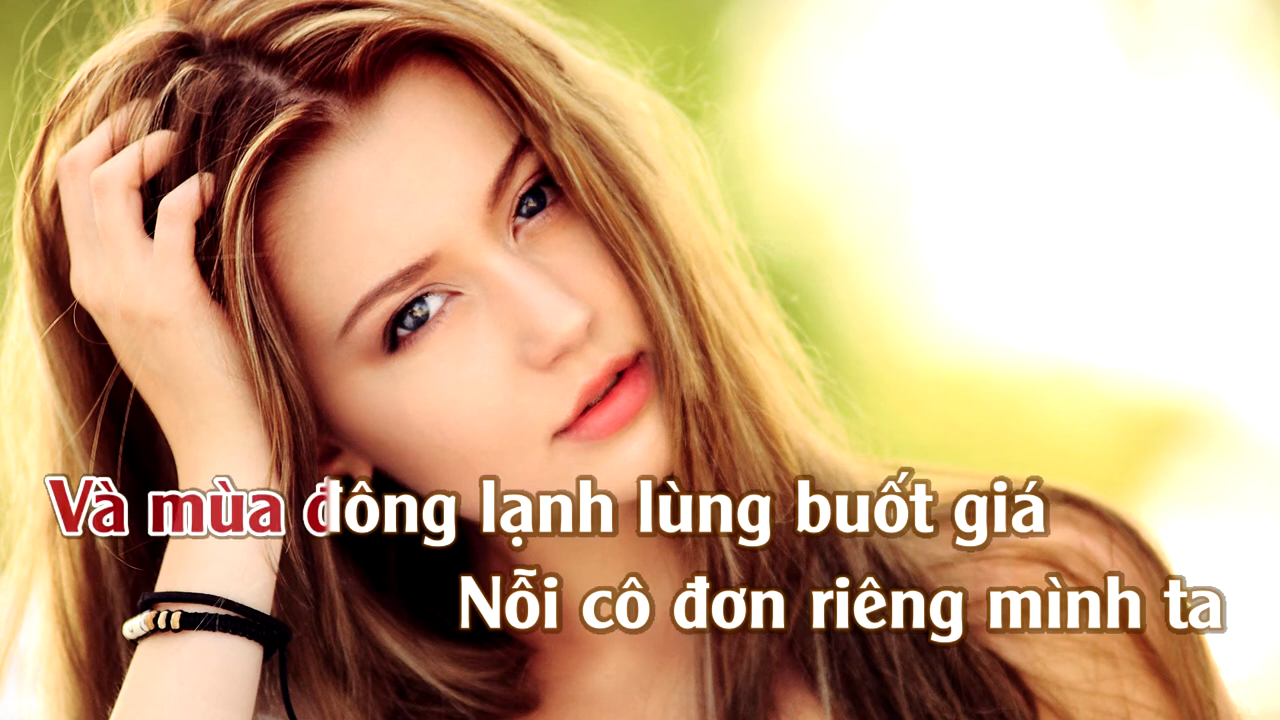 Và mùa đông lạnh lùng buốt giá
Nỗi cô đơn riêng mình ta